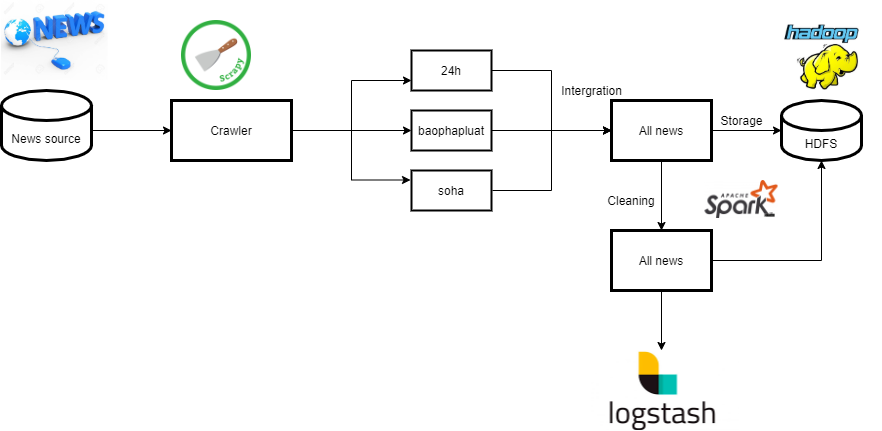 NEWS
Scrapy
hadoop
24h
News source
Crawler
baophapluat
soha
Intergration
All news
Storage
HDFS
Cleaning
APACHE
Spark
All news
logstash